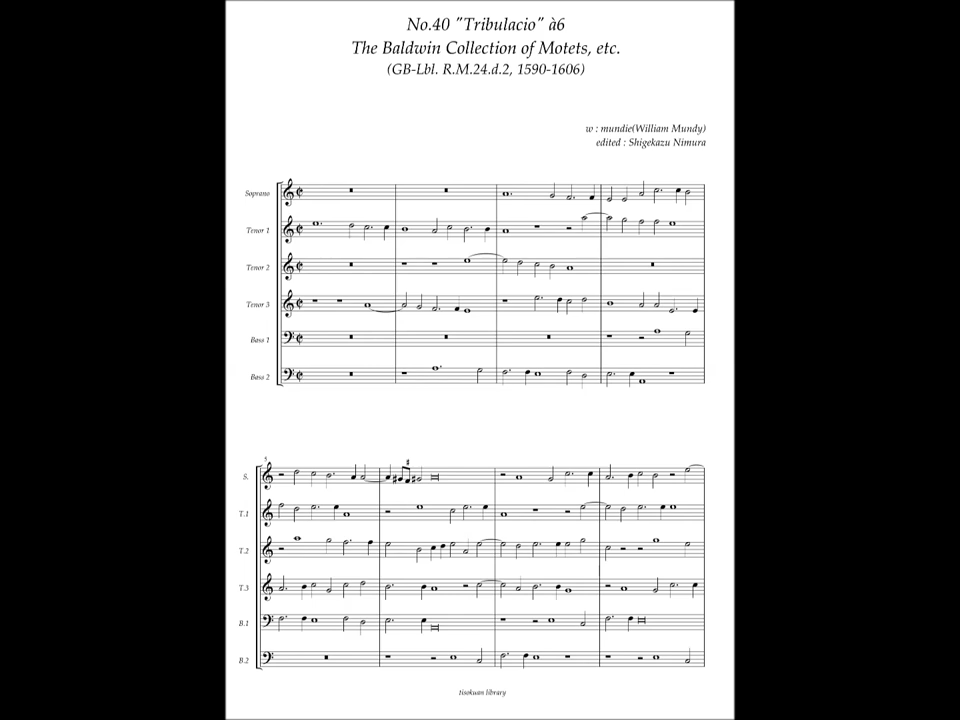 No.40 "Tribulacio" à6
The Baldwin Collection of Motets, etc.
(GB-Lbl. R.M.24.d.2, 1590-1606)
w : mundie(William Mundy)
edited : Shigekazu Nimura
Soprano
Tenor 1
Tenor 2
Tenor 3
Bass 1
Bass 2
5
S.
T.1
T.2
T.3
B.1
B.2
tisokuan library